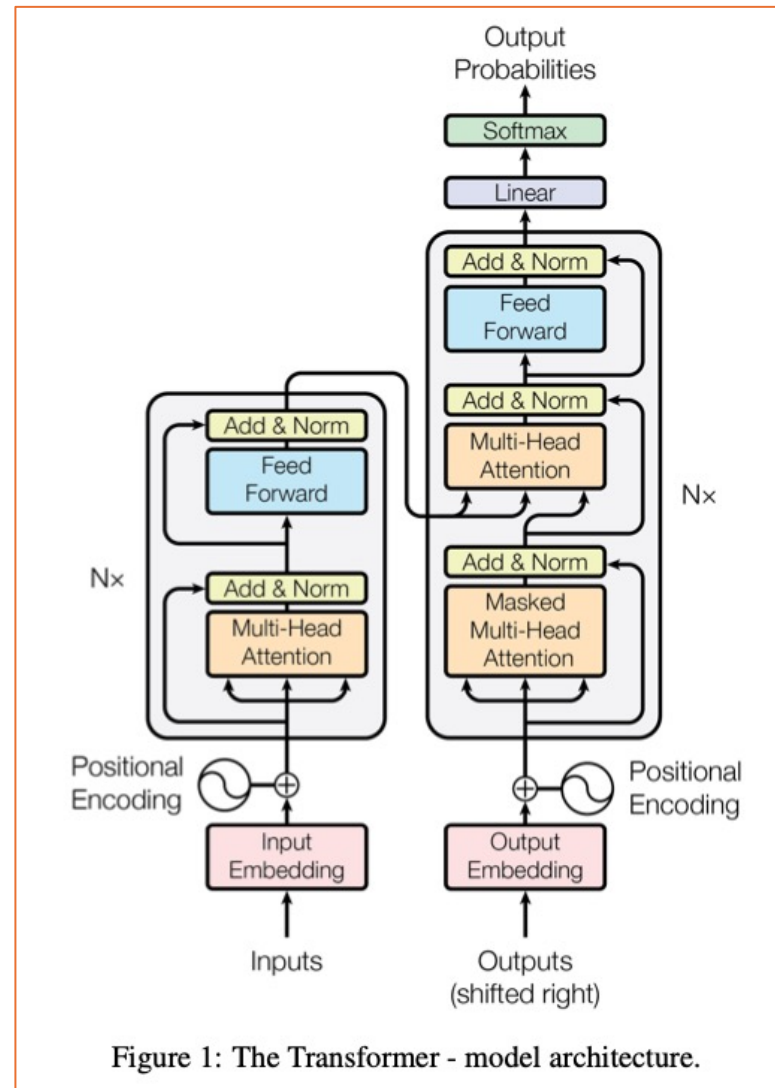 Output
Probabilities
Softmax
Linear
Add & Norm
Feed
Forward
Add & Norm
Multi-Head
Attention
Add & Norm
Masked
Multi-Head
Attention
Nx
Add & Norm
Feed
Forward
Add & Norm
Multi-Head
Attention
Nx
Positional
Encoding
Positional
Encoding
Input
Embedding
Output
Embedding
Inputs
Outputs
(shifted right)
Figure 1: The Transformer - model architecture.